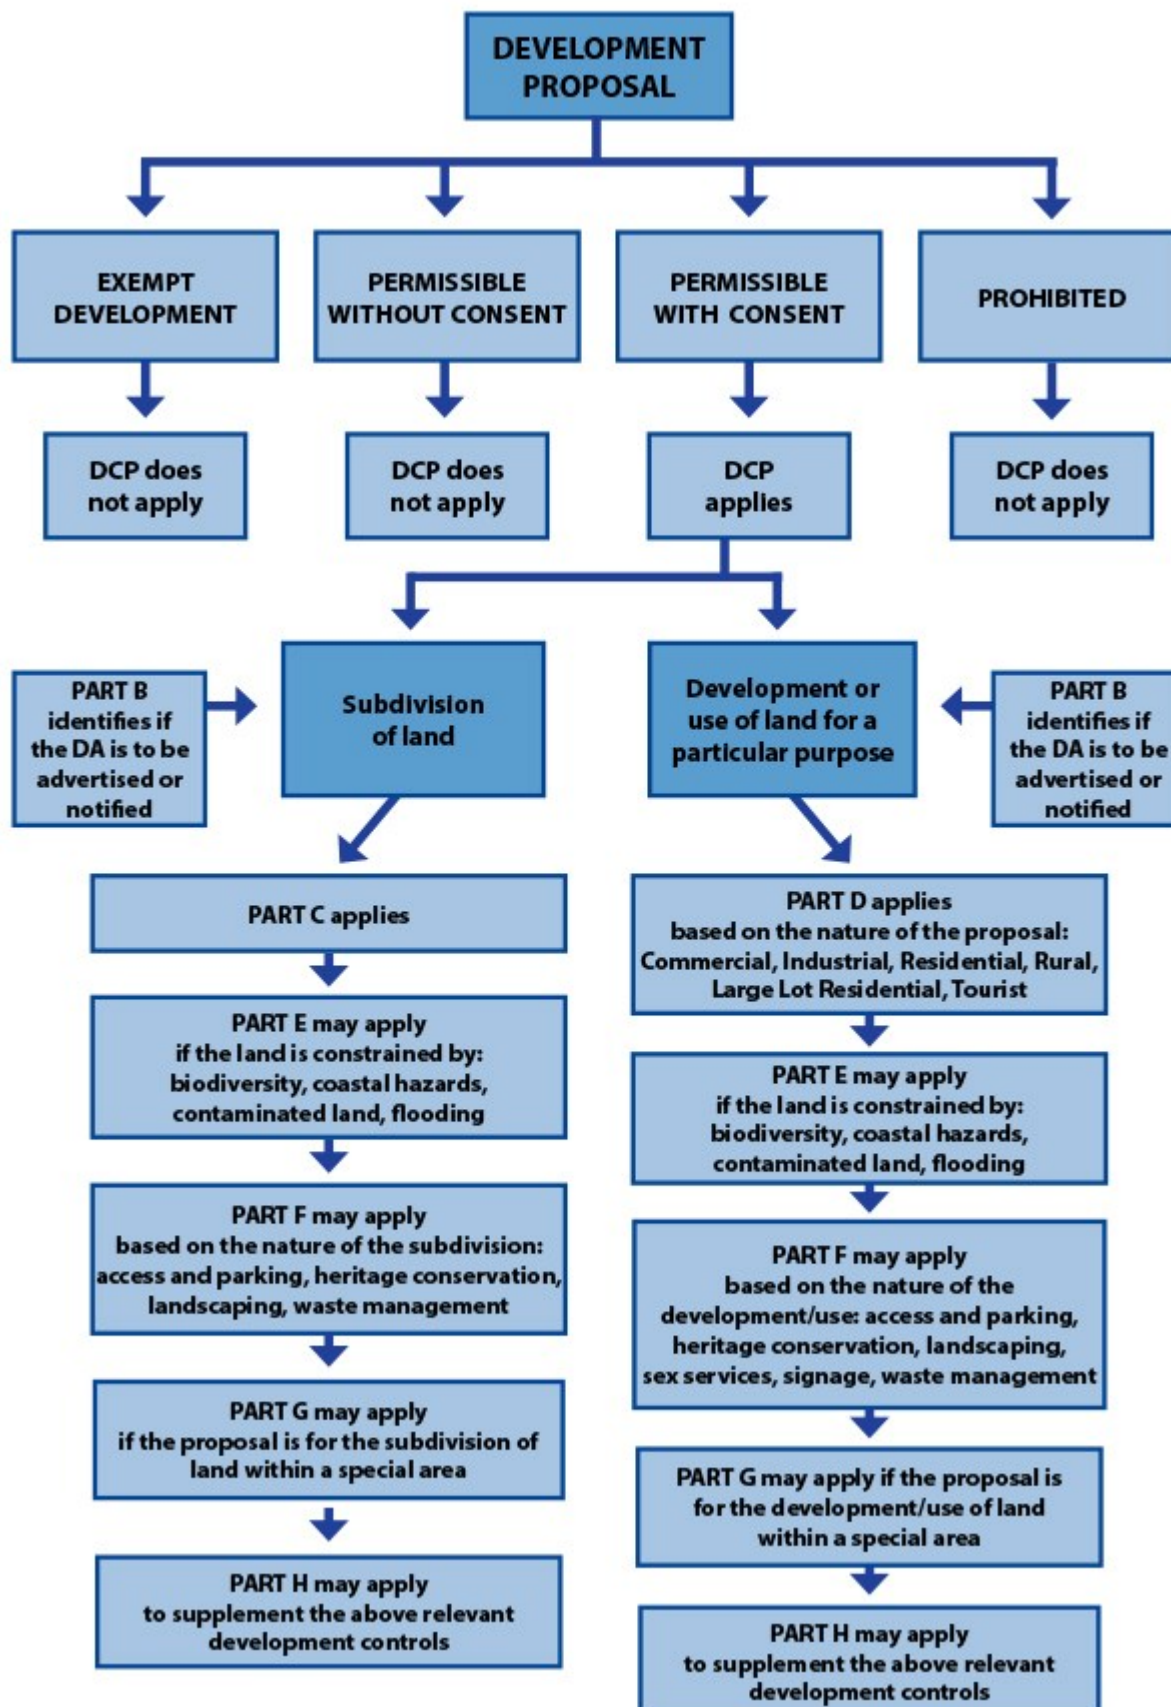 DEVELOPMENT
PROPOSAL
EXEMPT
DEVELOPMENT
PERMISSIBLE
WITHOUT CONSENT
PERMISSIBLE
WITH CONSENT
PROHIBITED
DCP does
not apply
DCP does
not apply
DCP
applies
DCP does
not apply
PART B
identifies if
the DA is to be
advertised or
notified
Subdivision
of land
Development or
use of land for a
particular purpose
PART B
identifies if
the DA is to be
advertised or
notified
PART C applies
PART E may apply
if the land is constrained by:
biodiversity, coastal hazards,
contaminated land, flooding
PART F may apply
based on the nature of the subdivision:
access and parking, heritage conservation,
landscaping, waste management
PART G may apply
if the proposal is for the subdivision of
land within a special area
PART H may apply
to supplement the above relevant
development controls
PART D applies
based on the nature of the proposal:
Commercial, Industrial, Residential, Rural,
Large Lot Residential, Tourist
PART E may apply
if the land is constrained by:
biodiversity, coastal hazards,
contaminated land, flooding
PART F may apply
based on the nature of the
development/use: access and parking,
heritage conservation, landscaping,
sex services, signage, waste management
PART G may apply if the proposal is
for the development/use of land
within a special area
PART H may apply
to supplement the above relevant
development controls